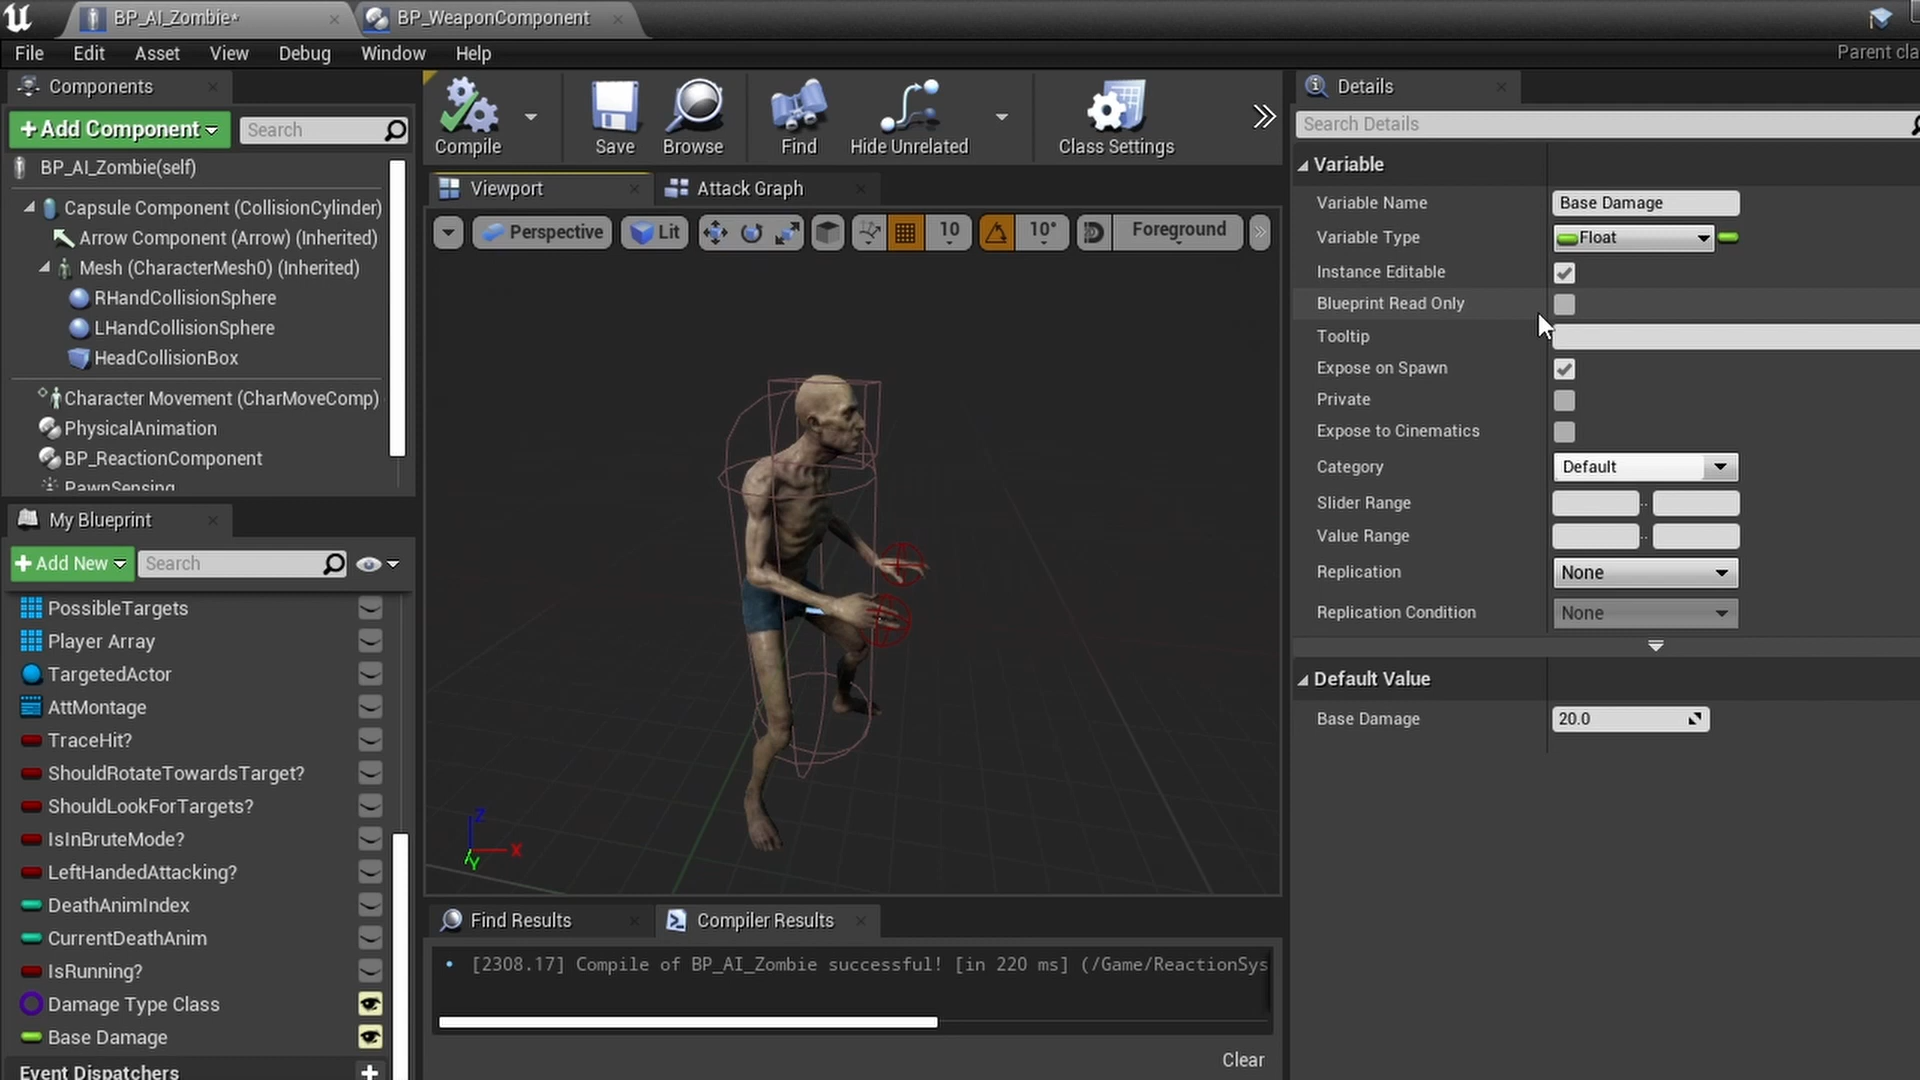 BP_AI_Zombie*
BP_WeaponComponent
File Edit Asset View Debug Window Help
Parent cla
Components
+ Add Component
Search
BP_AI_Zombie(self)
Capsule Component (CollisionCylinder)
Arrow Component (Arrow) (Inherited)
Mesh (CharacterMesh0) (Inherited)
RHandCollisionSphere
LHandCollisionSphere
HeadCollisionBox
Character Movement (CharMoveComp)
PhysicalAnimation
BP_ReactionComponent
PawnSensing
My Blueprint
+ Add New
Search
PossibleTargets
Player Array
TargetedActor
AttMontage
TraceHit?
ShouldRotateTowardsTarget?
ShouldLookForTargets?
IsInBruteMode?
LeftHandedAttacking?
DeathAnimIndex
CurrentDeathAnim
IsRunning?
Damage Type Class
Base Damage
Event Dispatchers
Compile
Save
Browse
Find
Hide Unrelated
Class Settings
Viewport
Attack Graph
Perspective
Lit
10
10°
Foreground
Z
X
Y
Find Results
Compiler Results
• [2308.17] Compile of BP_AI_Zombie successful! [in 220 ms] (/Game/ReactionSys
Clear
Details
Search Details
Variable
Variable Name Base Damage
Variable Type Float
Instance Editable
Blueprint Read Only
Tooltip
Expose on Spawn
Private
Expose to Cinematics
Category Default
Slider Range ..
Value Range ..
Replication None
Replication Condition None
Default Value
Base Damage 20.0